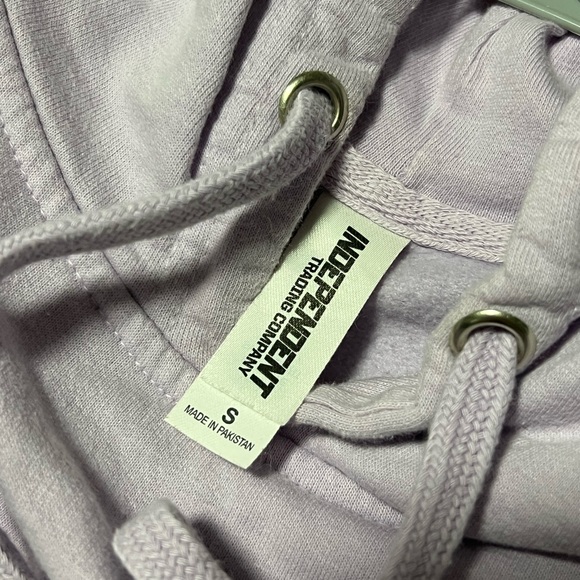 INDEPENDENT
TRADING COMPANY
S
MADE IN PAKISTAN